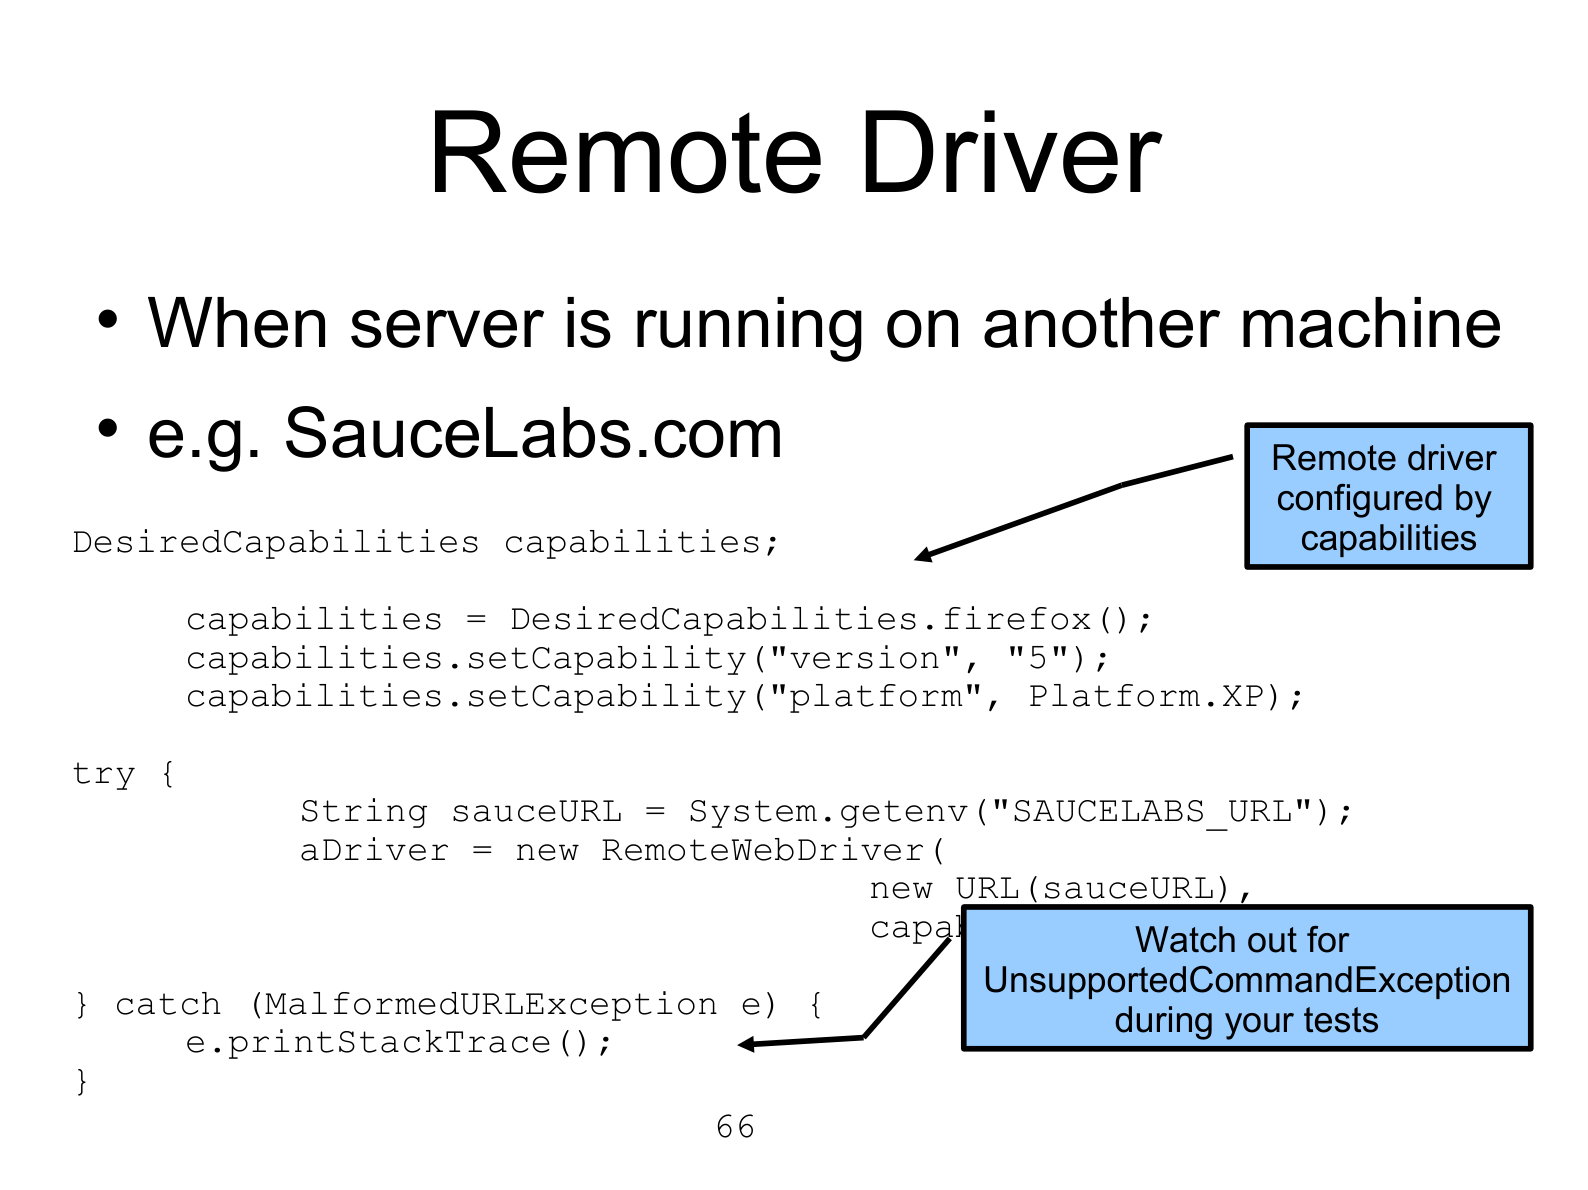 Remote Driver
• When server is running on another machine
• e.g. SauceLabs.com
Remote driver
configured by
capabilities
DesiredCapabilities capabilities;
capabilities = DesiredCapabilities.firefox();
capabilities.setCapability("version", "5");
capabilities.setCapability("platform", Platform.XP);
try {
String sauceURL = System.getenv("SAUCELABS_URL");
aDriver = new RemoteWebDriver(
new URL(sauceURL),
Watch out for
UnsupportedCommandException
during your tests
} catch (MalformedURLException e) {
e.printStackTrace();
}
66